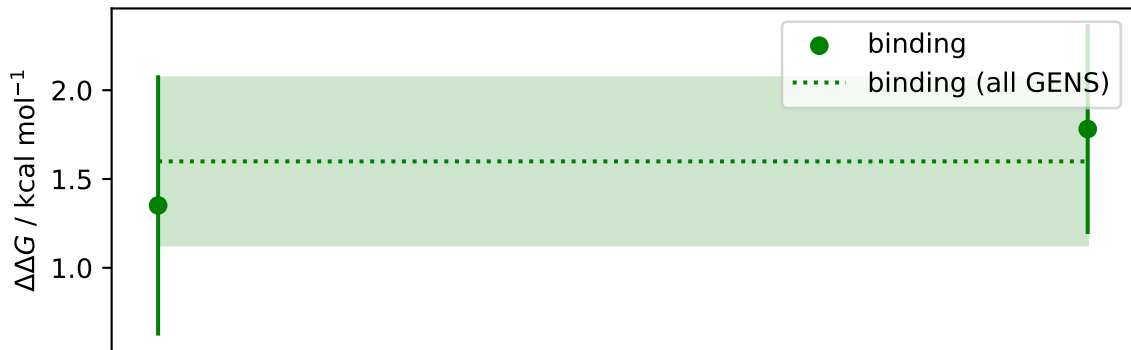 binding
binding (all GENS)
2.0
1.5
1.0
ΔΔG / kcal mol⁻¹